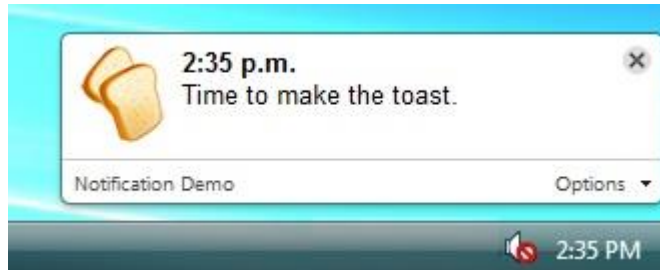 2:35 p.m.
Time to make the toast.
Notification Demo
Options
2:35 PM